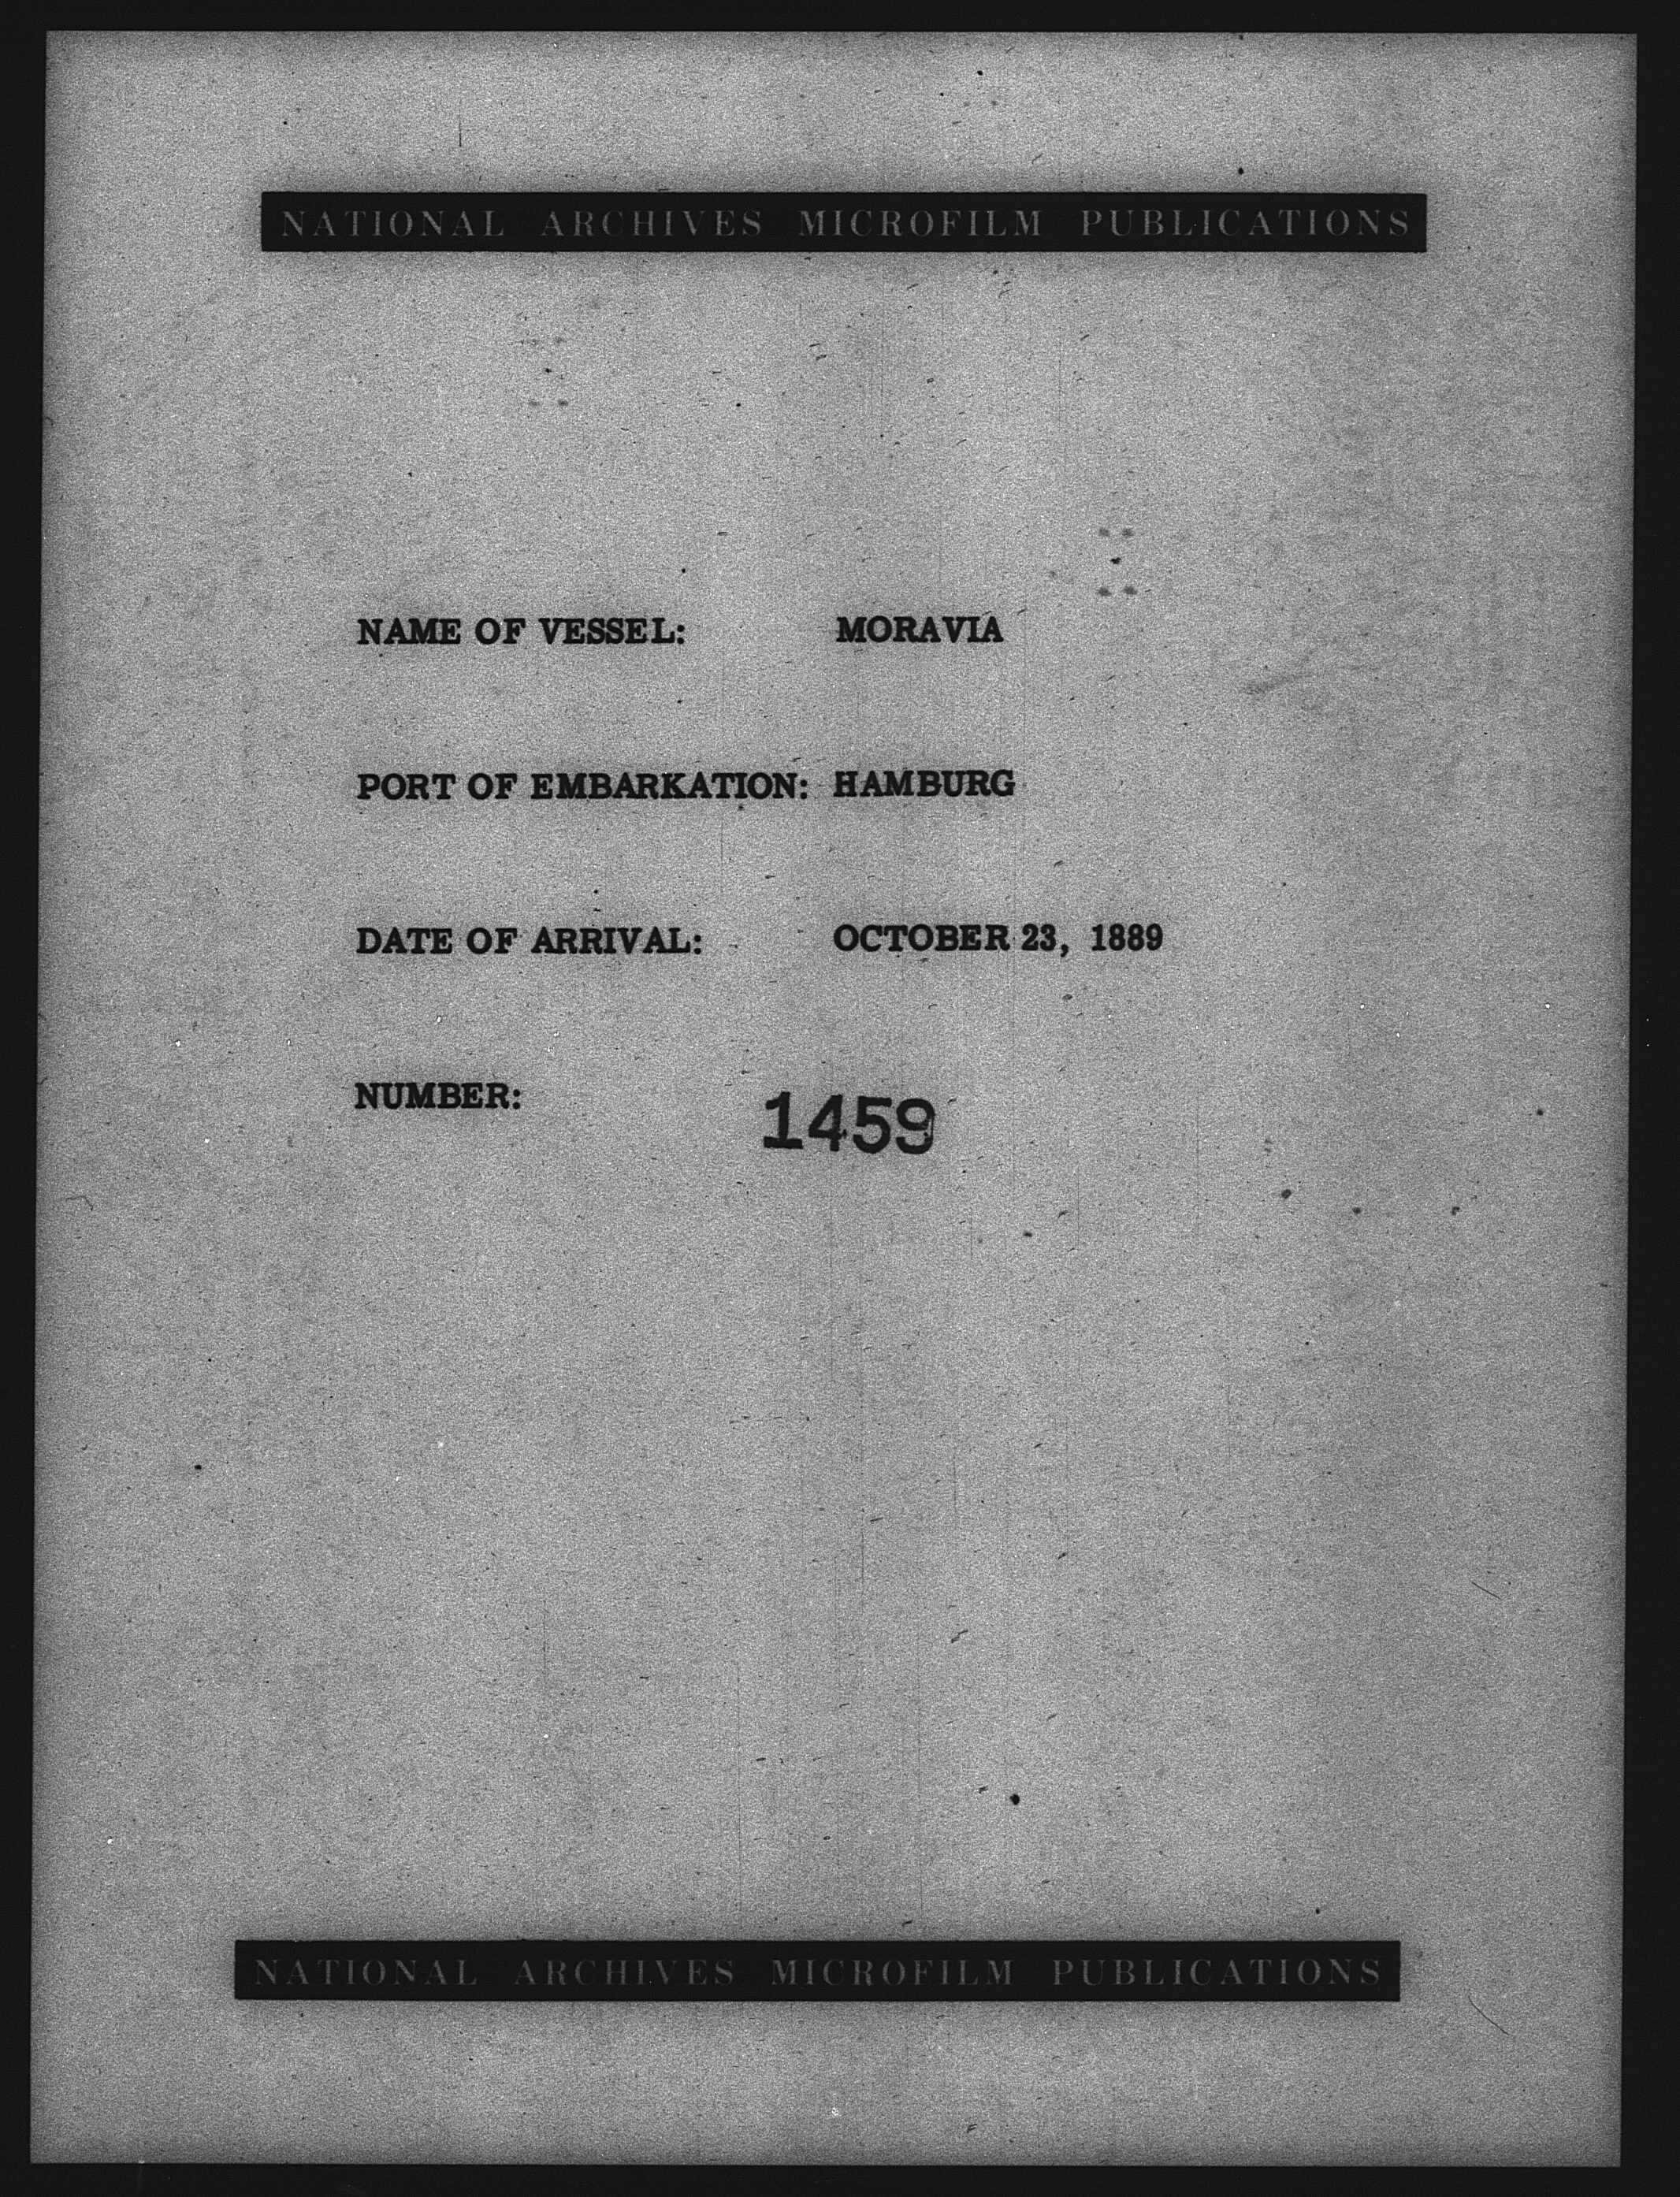 NATIONAL ARCHIVES MICROFILM PUBLICATIONS
NAME OF VESSEL: MORAVIA
PORT OF EMBARKATION: HAMBURG
DATE OF ARRIVAL: OCTOBER 23, 1889
NUMBER: 1459
NATIONAL ARCHIVES MICROFILM PUBLICATIONS